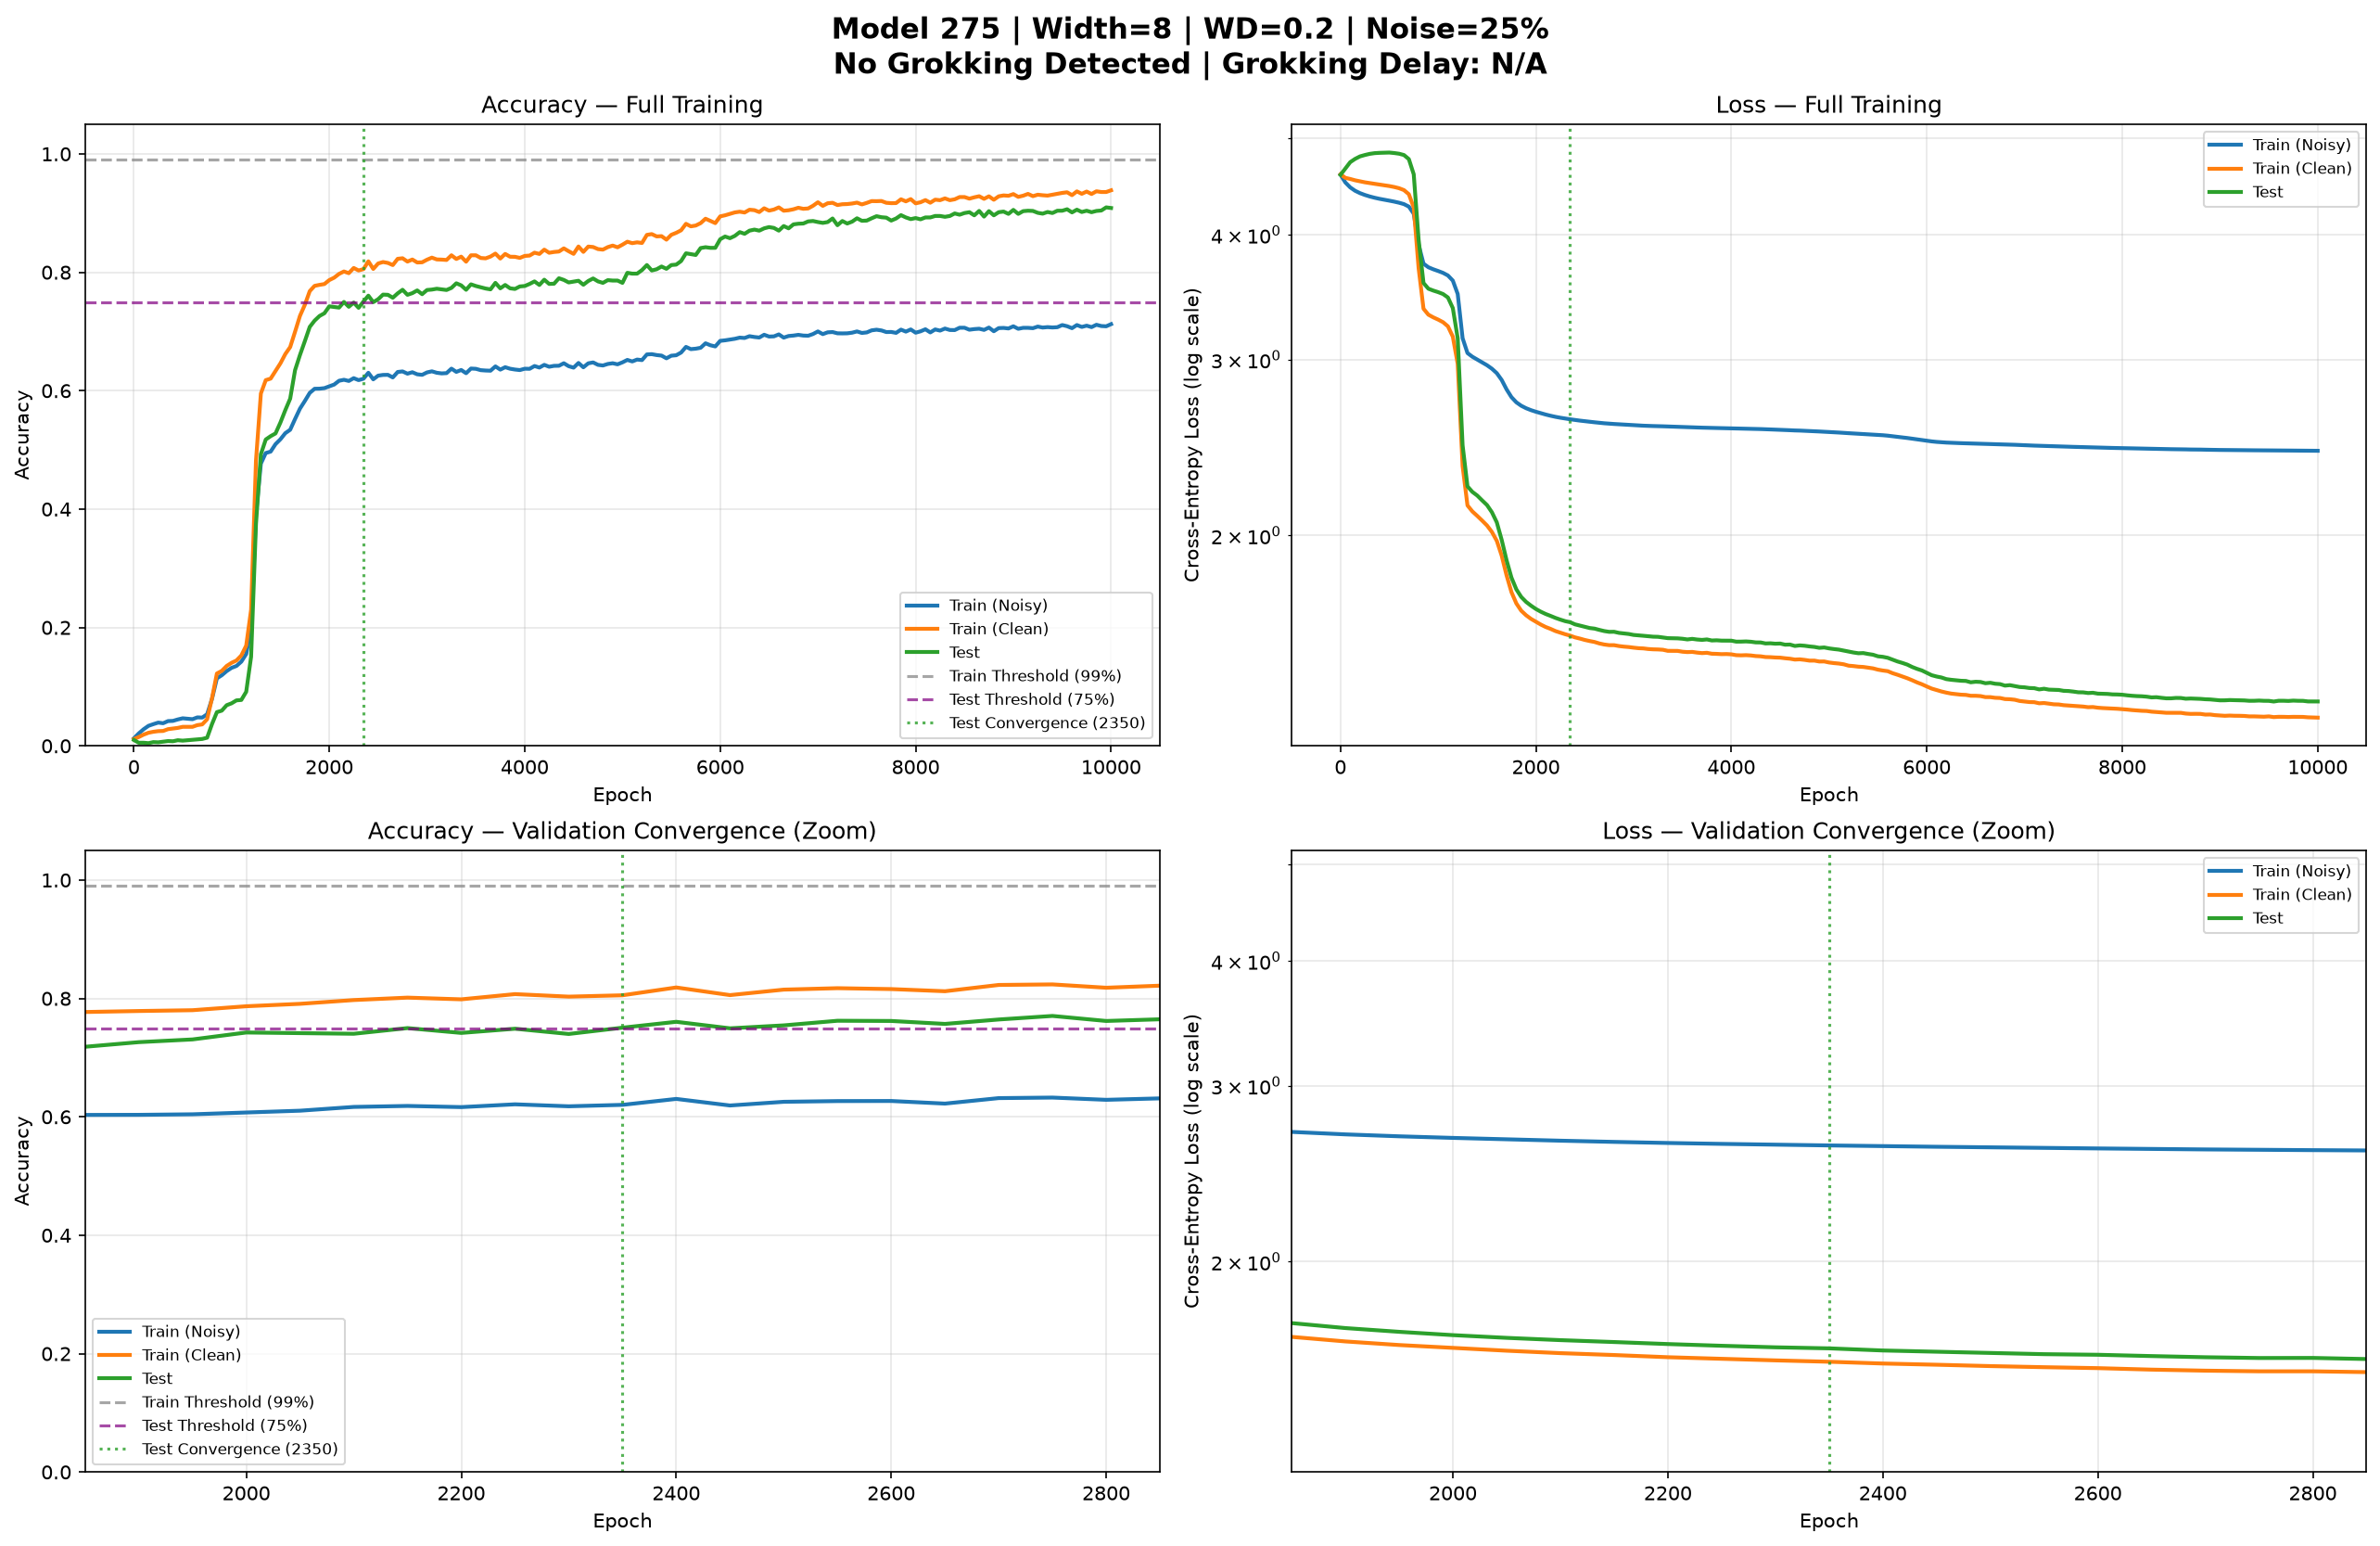 Model 275 | Width=8 | WD=0.2 | Noise=25%
No Grokking Detected | Grokking Delay: N/A
Accuracy — Full Training
Accuracy
1.0
0.8
0.6
0.4
0.2
0.0
0 2000 4000 6000 8000 10000
Epoch
Train (Noisy)
Train (Clean)
Test
Train Threshold (99%)
Test Threshold (75%)
Test Convergence (2350)
Loss — Full Training
Cross-Entropy Loss (log scale)
4 × 10⁰
3 × 10⁰
2 × 10⁰
0 2000 4000 6000 8000 10000
Epoch
Train (Noisy)
Train (Clean)
Test
Accuracy — Validation Convergence (Zoom)
Accuracy
1.0
0.8
0.6
0.4
0.2
0.0
2000 2200 2400 2600 2800
Epoch
Train (Noisy)
Train (Clean)
Test
Train Threshold (99%)
Test Threshold (75%)
Test Convergence (2350)
Loss — Validation Convergence (Zoom)
Cross-Entropy Loss (log scale)
4 × 10⁰
3 × 10⁰
2 × 10⁰
2000 2200 2400 2600 2800
Epoch
Train (Noisy)
Train (Clean)
Test